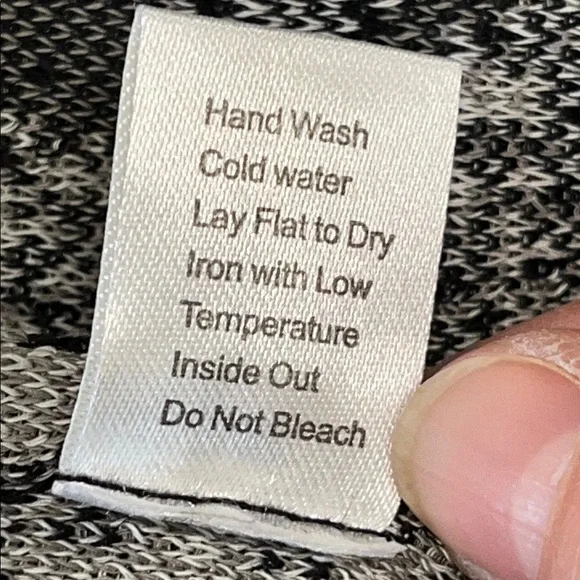 Hand Wash
Cold water
Lay Flat to Dry
Iron with Low
Temperature
Inside Out
Do Not Bleach